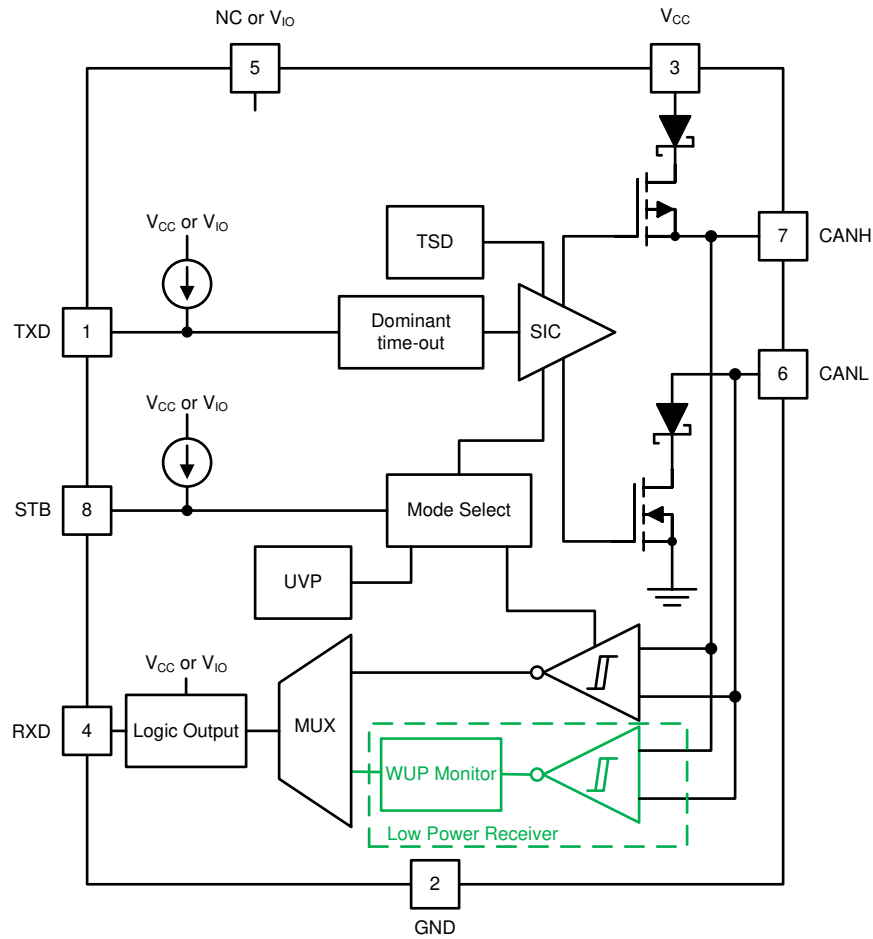 NC or VIO
VCC
5
3
VCC or VIO
TSD
7
CANH
TXD
1
Dominant
time-out
SIC
6
CANL
VCC or VIO
STB
8
Mode Select
UVP
VCC or VIO
RXD
4
Logic Output
MUX
WUP Monitor
Low Power Receiver
2
GND